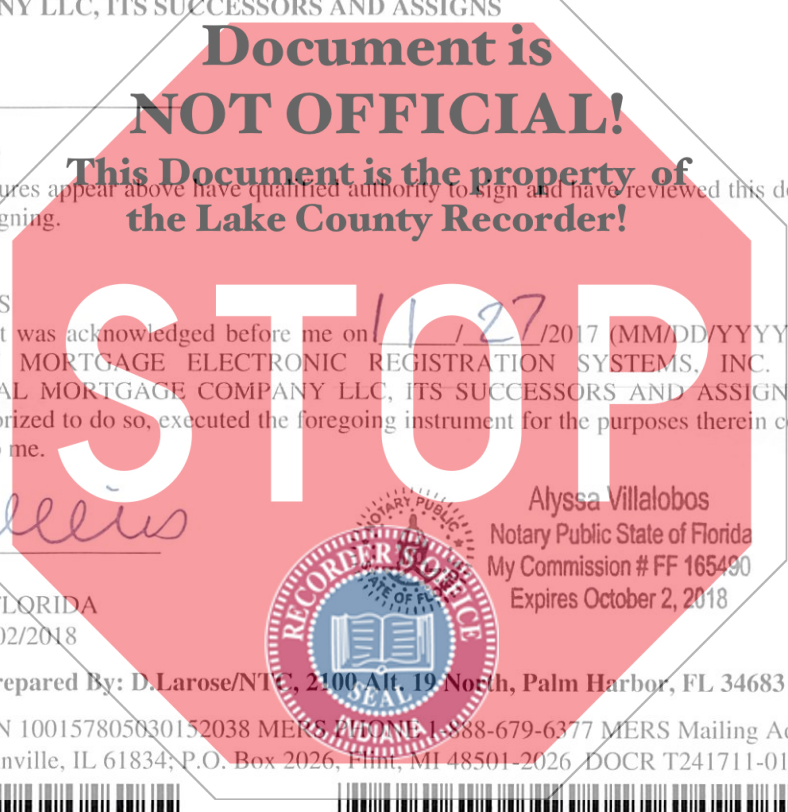 NY LLC, ITS SUCCESSORS AND ASSIGNS
Document is
NOT OFFICIAL!
This Document is the property of
ures appear above have qualified authority to sign and have reviewed this d
gning.
the Lake County Recorder!
S
t was acknowledged before me on 11/27/2017 (MM/DD/YYYY
MORTGAGE ELECTRONIC REGISTRATION SYSTEMS, INC.
AL MORTGAGE COMPANY LLC, ITS SUCCESSORS AND ASSIGN
rized to do so, executed the foregoing instrument for the purposes therein c
me.
STOP
NOTARY PUBLIC
STATE OF FL
Alyssa Villalobos
Notary Public State of Florida
My Commission # FF 165490
Expires October 2, 2018
RECORDER'S OFFICE
SEAL
FLORIDA
02/2018
repared By: D.Larose/NTC, 2100 Alt. 19 North, Palm Harbor, FL 34683
N 100157805030152038 MERS PHONE 1-888-679-6377 MERS Mailing Ad
nville, IL 61834; P.O. Box 2026, Flint, MI 48501-2026 DOCR T241711-01